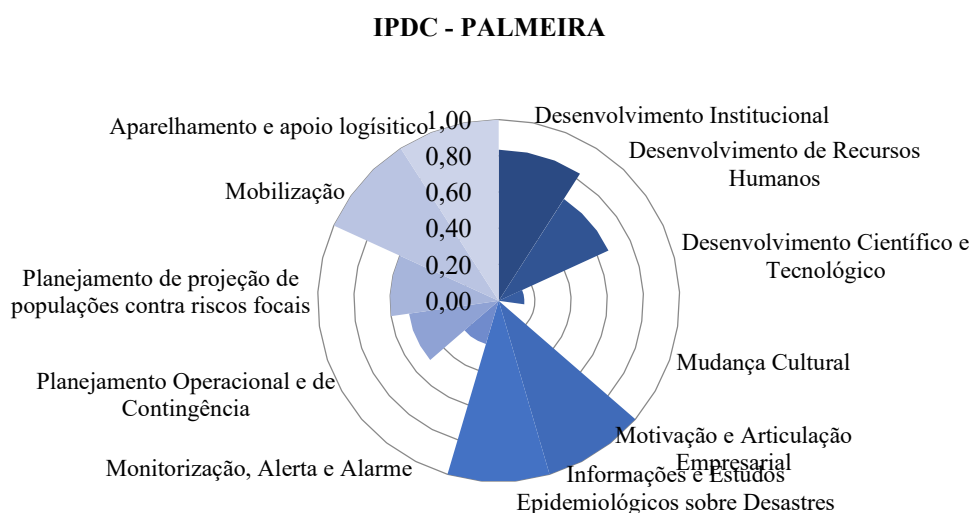 IPDC - PALMEIRA
1,00
0,80
0,60
0,40
0,20
0,00
Desenvolvimento Institucional
Desenvolvimento de Recursos
Humanos
Desenvolvimento Científico e
Tecnológico
Mudança Cultural
Motivação e Articulação
Empresarial
Informações e Estudos
Epidemiológicos sobre Desastres
Monitorização, Alerta e Alarme
Planejamento Operacional e de
Contingência
Planejamento de projeção de
populações contra riscos focais
Mobilização
Aparelhamento e apoio logísitico